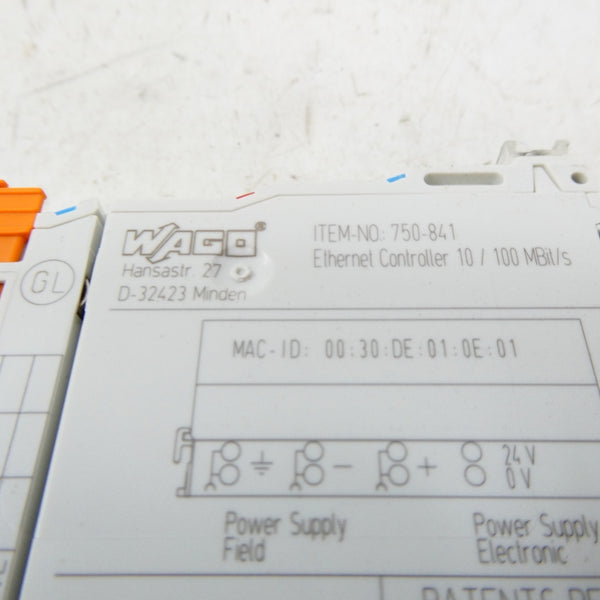 WAGO®
ITEM-NO.: 750-841
Ethernet Controller 10 / 100 MBit/s
Hansastr. 27
D-32423 Minden
GL
MAC-ID: 00:30:DE:01:0E:01
- + 24V
0V
Power Supply
Field
Power Supply
Electronic
PATENTS